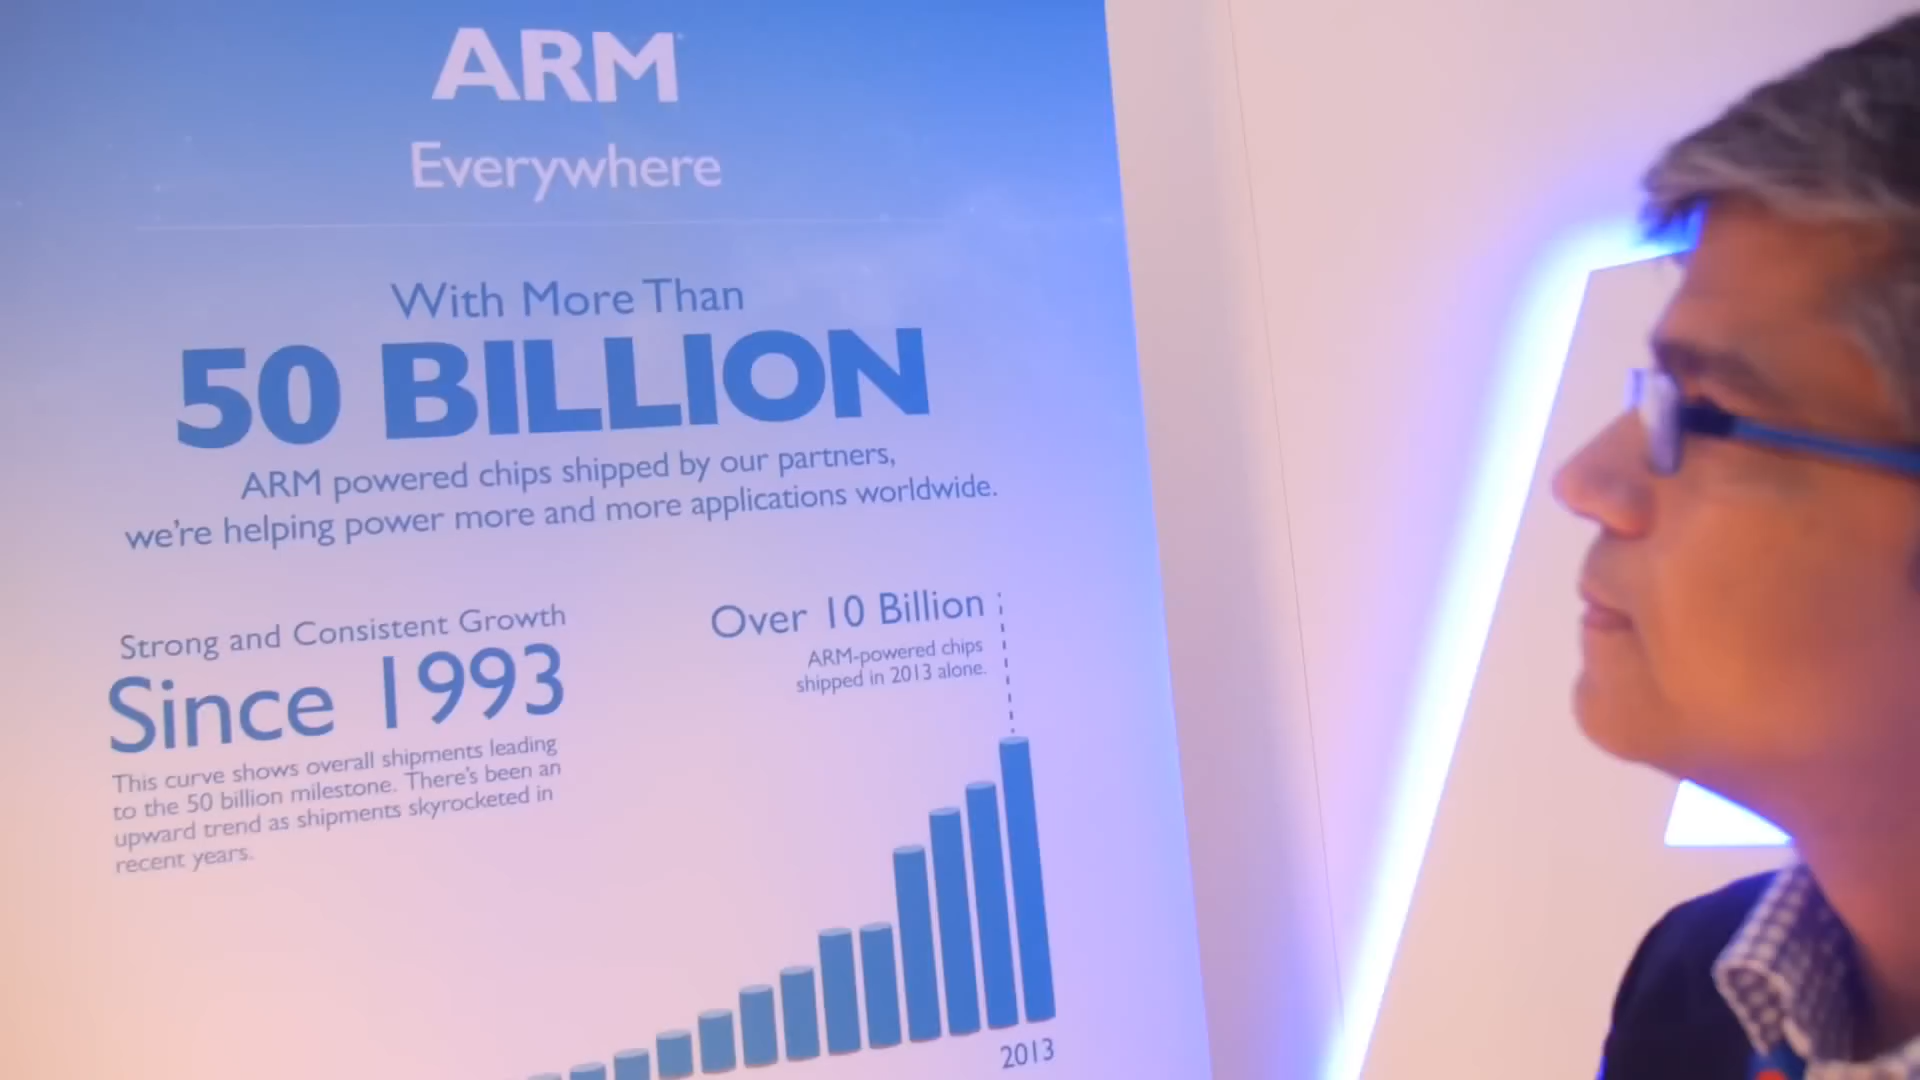 ARM
Everywhere
With More Than
50 BILLION
ARM powered chips shipped by our partners,
we're helping power more and more applications worldwide.
Strong and Consistent Growth
Since 1993
This curve shows overall shipments leading
to the 50 billion milestone. There's been an
upward trend as shipments skyrocketed in
recent years.
Over 10 Billion
ARM-powered chips
shipped in 2013 alone.
2013